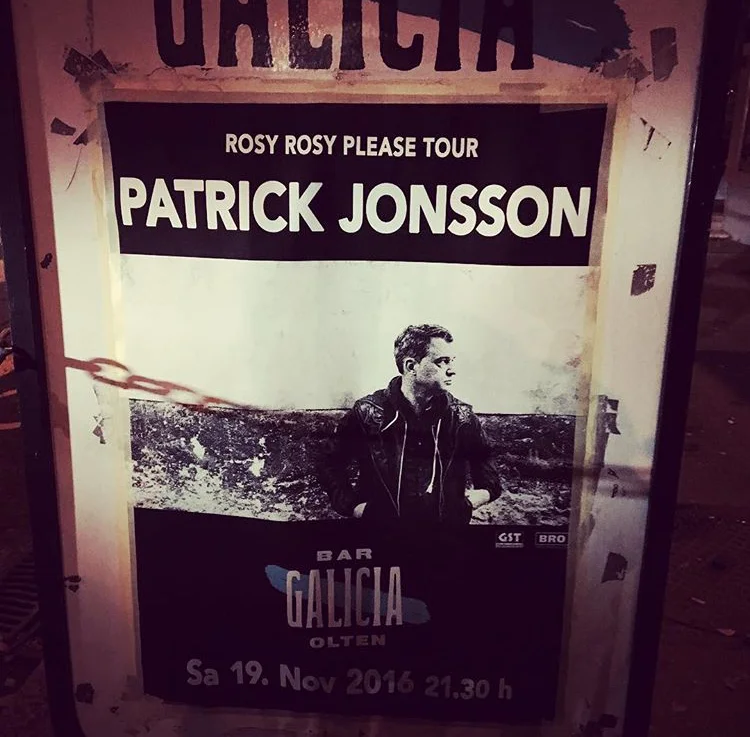 GALICIA
ROSY ROSY PLEASE TOUR
PATRICK JONSSON
GST BRO
BAR
GALICIA
OLTEN
Sa 19. Nov 2016 21.30 h